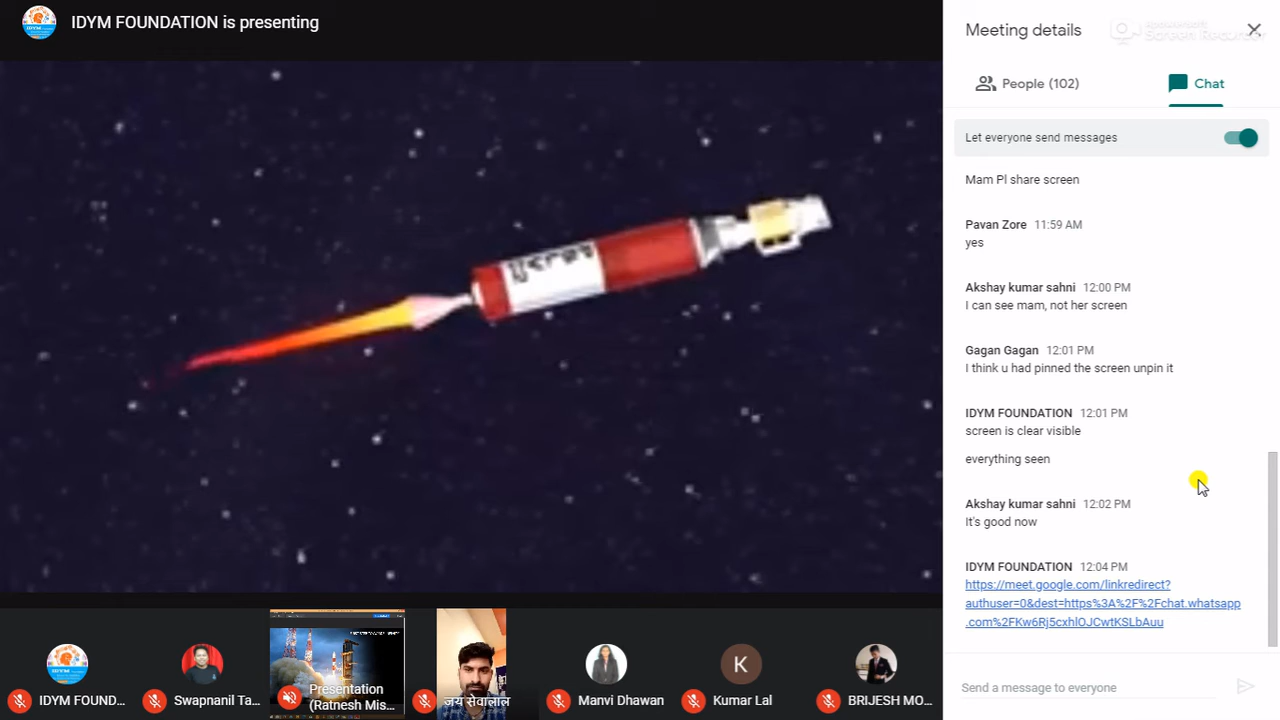 IDYM FOUNDATION is presenting
Meeting details
People (102)
Chat
Let everyone send messages
Mam Pl share screen
Pavan Zore 11:59 AM
yes
Akshay kumar sahni 12:00 PM
I can see mam, not her screen
Gagan Gagan 12:01 PM
I think u had pinned the screen unpin it
IDYM FOUNDATION 12:01 PM
screen is clear visible
everything seen
Akshay kumar sahni 12:02 PM
It's good now
IDYM FOUNDATION 12:04 PM
https://meet.google.com/linkredirect?
authuser=0&dest=https%3A%2F%2Fchat.whatsapp
.com%2FKw6Rj5cxhlOJCwtKSLbAuu
Send a message to everyone
IDYM FOUND...
Swapnanil Ta...
Presentation
(Ratnesh Mis...
जय सेवालाल
Manvi Dhawan
K
Kumar Lal
BRIJESH MO...
Screen Recorder